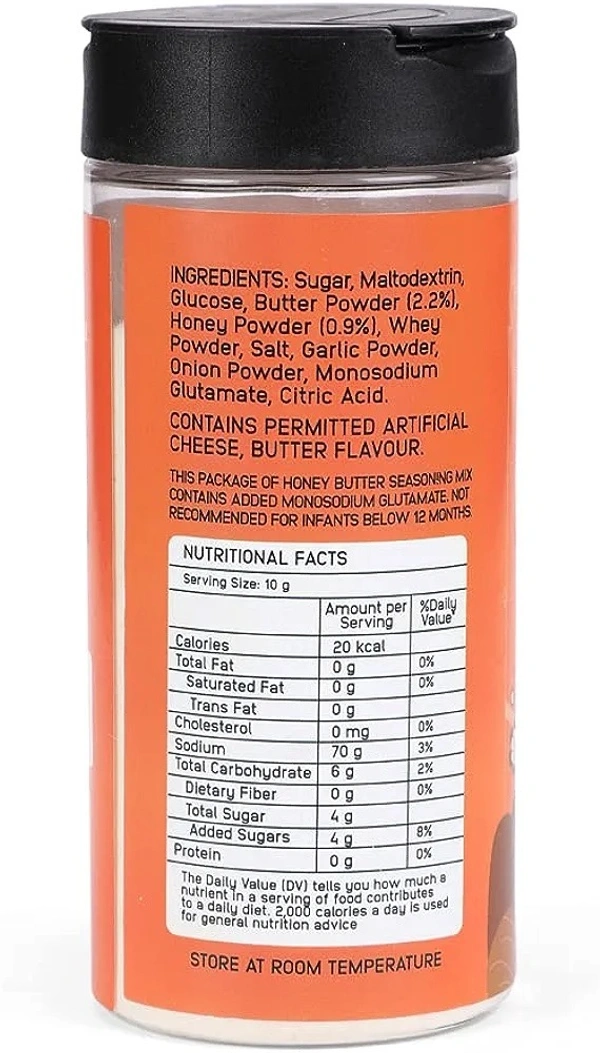 INGREDIENTS: Sugar, Maltodextrin,
Glucose, Butter Powder (2.2%),
Honey Powder (0.9%), Whey
Powder, Salt, Garlic Powder,
Onion Powder, Monosodium
Glutamate, Citric Acid.
CONTAINS PERMITTED ARTIFICIAL
CHEESE, BUTTER FLAVOUR.
THIS PACKAGE OF HONEY BUTTER SEASONING MIX
CONTAINS ADDED MONOSODIUM GLUTAMATE. NOT
RECOMMENDED FOR INFANTS BELOW 12 MONTHS.
NUTRITIONAL FACTS
Serving Size: 10 g
Amount per Serving %Daily Value*
Calories 20 kcal
Total Fat 0 g 0%
Saturated Fat 0 g 0%
Trans Fat 0 g
Cholesterol 0 mg 0%
Sodium 70 g 3%
Total Carbohydrate 6 g 2%
Dietary Fiber 0 g 0%
Total Sugar 4 g
Added Sugars 4 g 8%
Protein 0 g 0%
The Daily Value (DV) tells you how much a
nutrient in a serving of food contributes
to a daily diet. 2,000 calories a day is used
for general nutrition advice
STORE AT ROOM TEMPERATURE